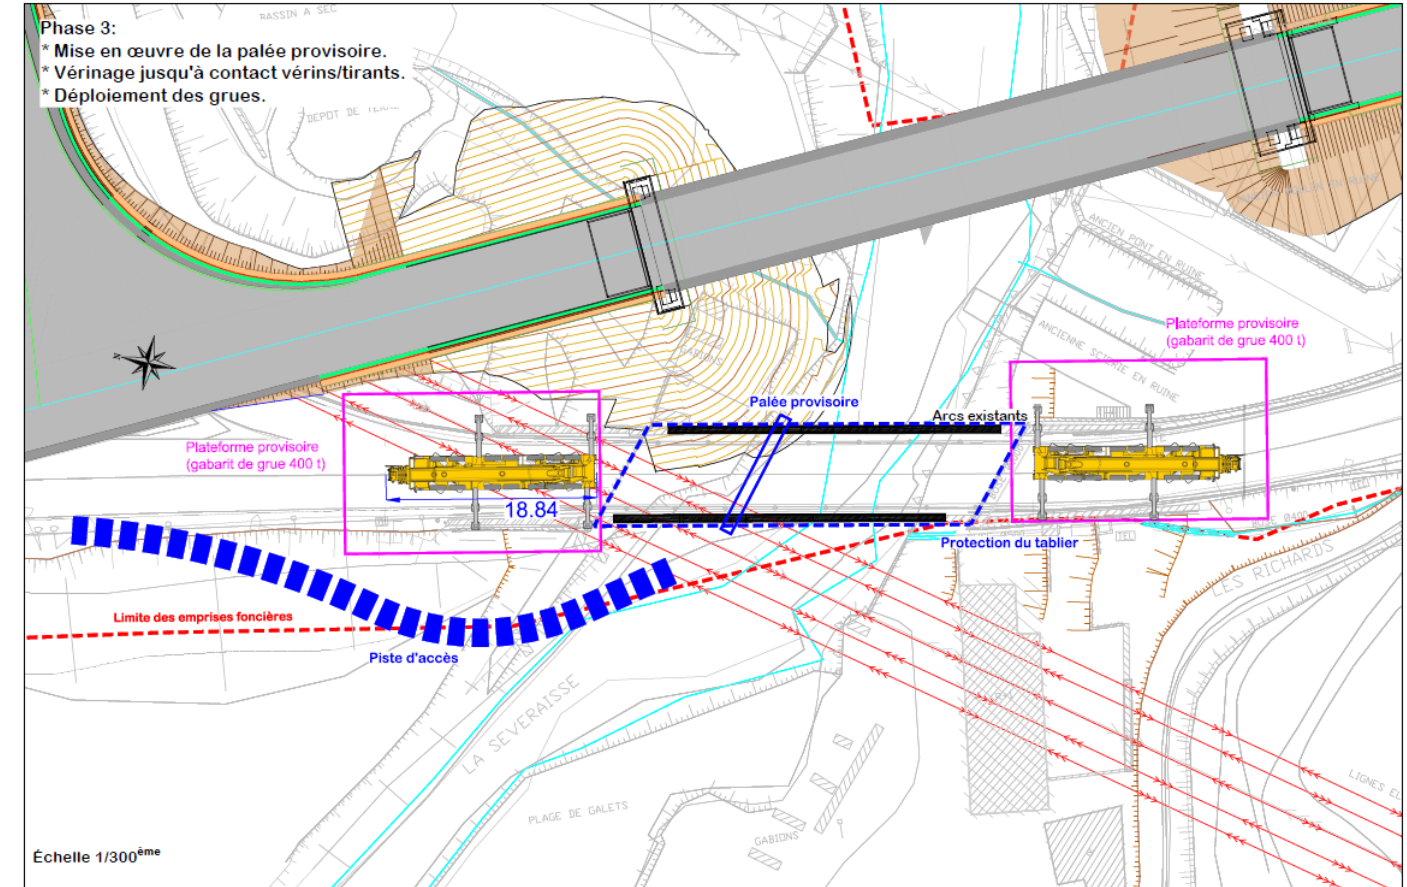 BASSIN A SEC
Phase 3:
* Mise en œuvre de la palée provisoire.
* Vérinage jusqu'à contact vérins/tirants.
* Déploiement des grues.
DEPOT DE
ANCIEN PONT EN RUINE
ANCIENNE SCIERIE EN RUINE
Plateforme provisoire
(gabarit de grue 400 t)
GABIONS
Palée provisoire
Arcs existants
Plateforme provisoire
(gabarit de grue 400 t)
18.84
Protection du tablier
TEL
LES RICHARDS
Limite des emprises foncières
Piste d'accès
LA SEVERAISSE
PLAGE DE GALETS
GABIONS
LIGNES
Échelle 1/300ème